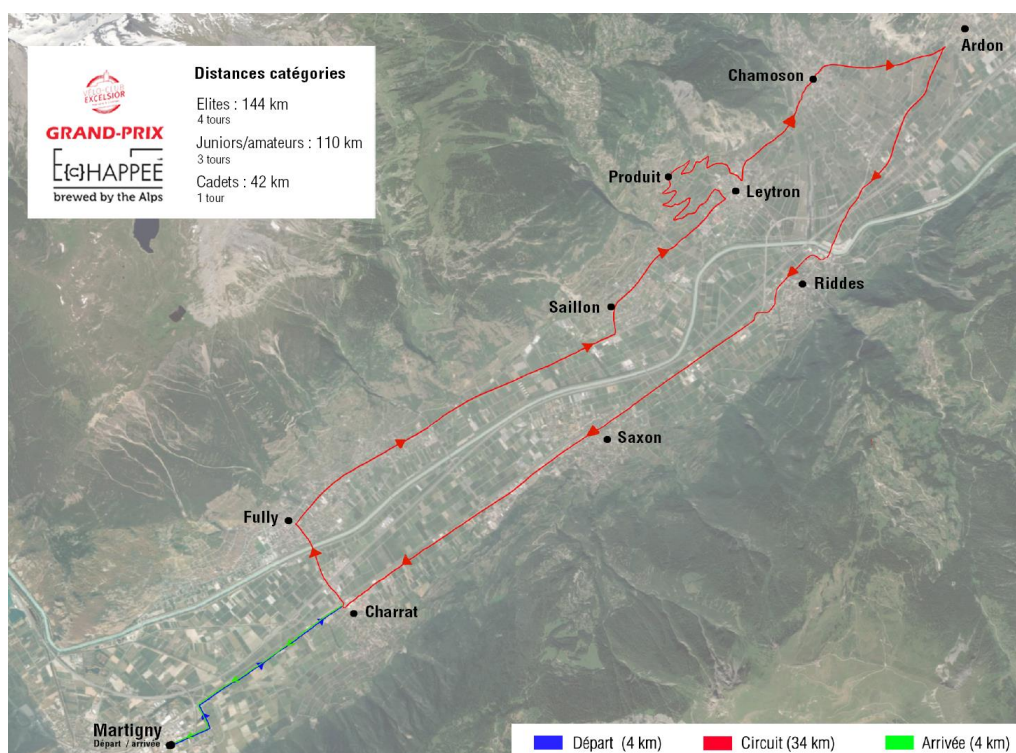 VÉLO-CLUB
EXCELSIOR
GRAND-PRIX
E{c}HAPPEÉ
brewed by the Alps
Distances catégories
Elites : 144 km
4 tours
Juniors/amateurs : 110 km
3 tours
Cadets : 42 km
1 tour
Ardon
Chamoson
Produit
Leytron
Riddes
Saillon
Saxon
Fully
Charrat
Martigny
Départ / arrivée
Départ (4 km)
Circuit (34 km)
Arrivée (4 km)